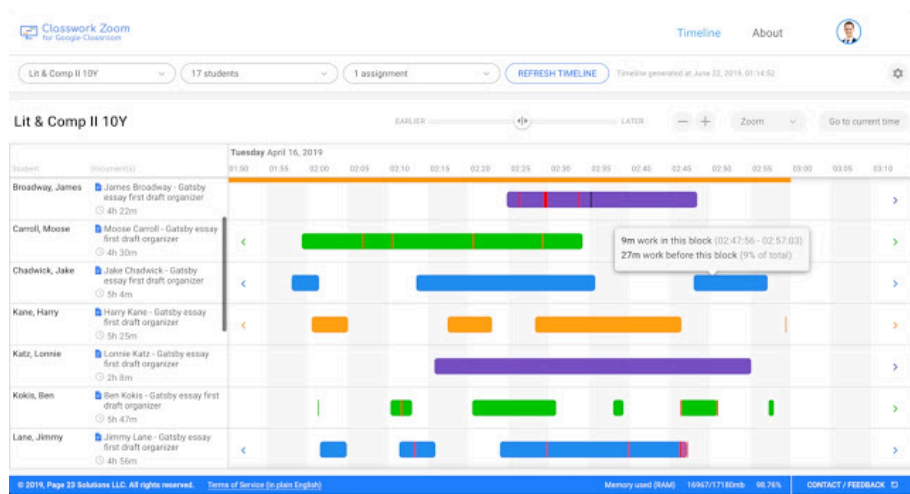 Classwork Zoom
for Google Classroom
Timeline
About
Lit & Comp II 10Y
17 students
1 assignment
REFRESH TIMELINE
Timeline generated at June 22, 2019, 01:14:52
Lit & Comp II 10Y
EARLIER
LATER
Zoom
Go to current time
Tuesday April 16, 2019
Student
Document(s)
01:50 01:55 02:00 02:05 02:10 02:15 02:20 02:25 02:30 02:35 02:40 02:45 02:50 02:55 03:00 03:05 03:10
Broadway, James
James Broadway - Gatsby
essay first draft organizer
4h 22m
Carroll, Moose
Moose Carroll - Gatsby essay
first draft organizer
4h 30m
9m work in this block (02:47:56 - 02:57:03)
27m work before this block (9% of total)
Chadwick, Jake
Jake Chadwick - Gatsby
essay first draft organizer
5h 4m
Kane, Harry
Harry Kane - Gatsby essay
first draft organizer
5h 25m
Katz, Lonnie
Lonnie Katz - Gatsby essay
first draft organizer
2h 8m
Kokis, Ben
Ben Kokis - Gatsby essay first
draft organizer
5h 47m
Lane, Jimmy
Jimmy Lane - Gatsby essay
first draft organizer
4h 56m
© 2019, Page 23 Solutions LLC. All rights reserved. Terms of Service (in plain English) Memory used (RAM) 16967/17180mb 98.76% CONTACT / FEEDBACK